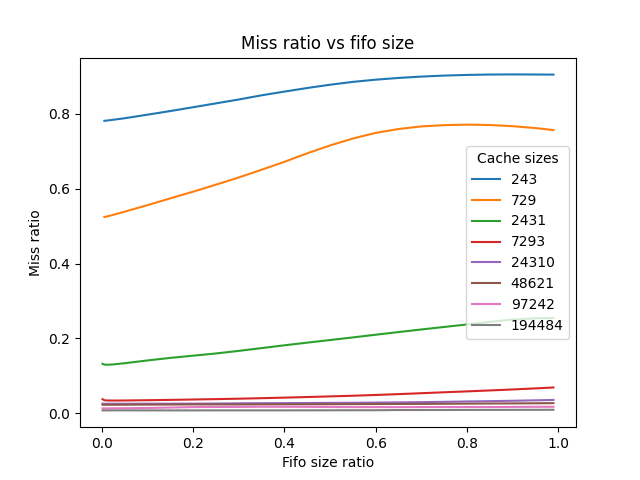 Miss ratio vs fifo size
Miss ratio
0.8
0.6
0.4
0.2
0.0
Cache sizes
243
729
2431
7293
24310
48621
97242
194484
0.0 0.2 0.4 0.6 0.8 1.0
Fifo size ratio